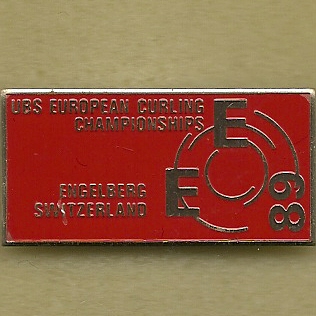 UBS EUROPEAN CURLING
CHAMPIONSHIPS
E
E
89
ENGELBERG
SWITZERLAND